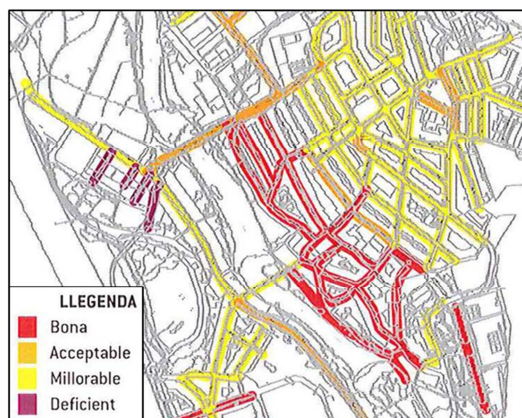 LLEGENDA
Bona
Acceptable
Millorable
Deficient